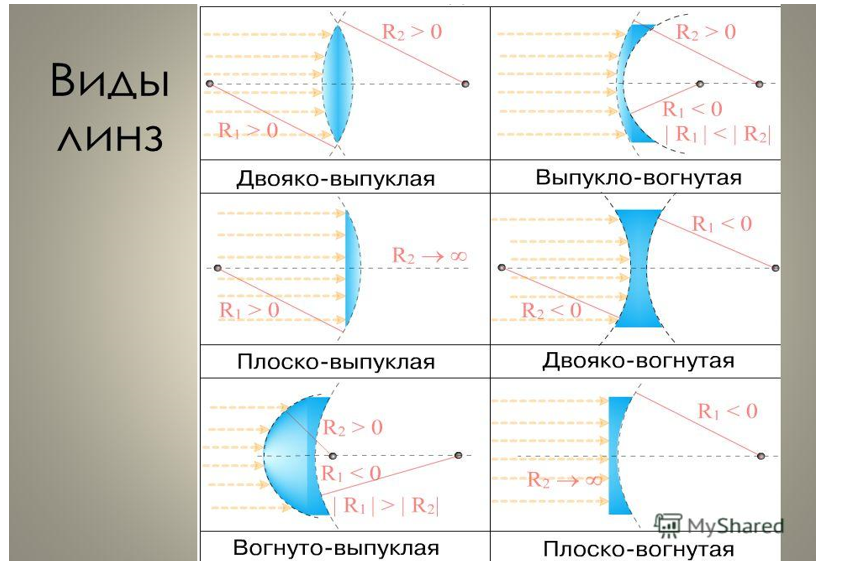 Виды
линз
R₂ > 0
R₁ > 0
Двояко-выпуклая
R₂ > 0
R₁ < 0
| R₁ | < | R₂|
Выпукло-вогнутая
R₂ → ∞
R₁ > 0
Плоско-выпуклая
R₁ < 0
R₂ < 0
Двояко-вогнутая
R₂ > 0
R₁ < 0
| R₁ | > | R₂|
Вогнуто-выпуклая
R₁ < 0
R₂ → ∞
Плоско-вогнутая
MyShared